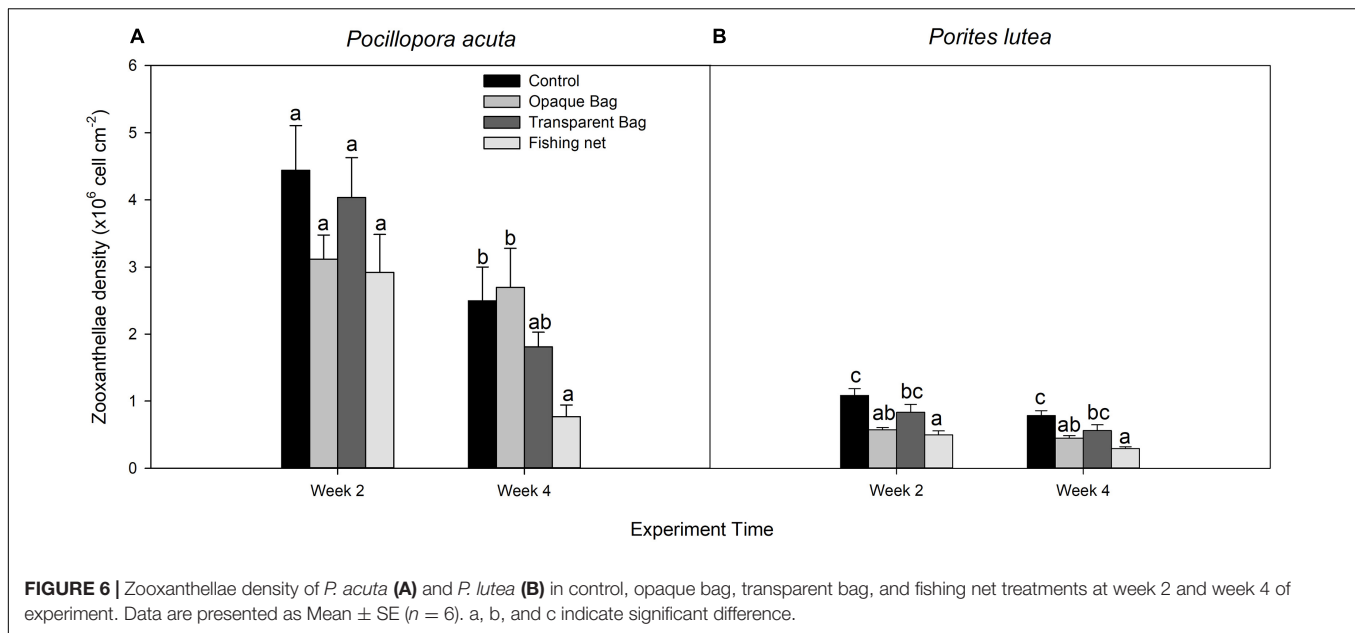 A
Pocillopora acuta
B
Porites lutea
Zooxanthellae density (x10⁶ cell cm⁻²)
6
5
4
3
2
1
0
Control
Opaque Bag
Transparent Bag
Fishing net
a
a
a
a
b
b
ab
a
c
ab
bc
a
c
ab
bc
a
Week 2
Week 4
Week 2
Week 4
Experiment Time
FIGURE 6 | Zooxanthellae density of P. acuta (A) and P. lutea (B) in control, opaque bag, transparent bag, and fishing net treatments at week 2 and week 4 of
experiment. Data are presented as Mean ± SE (n = 6). a, b, and c indicate significant difference.